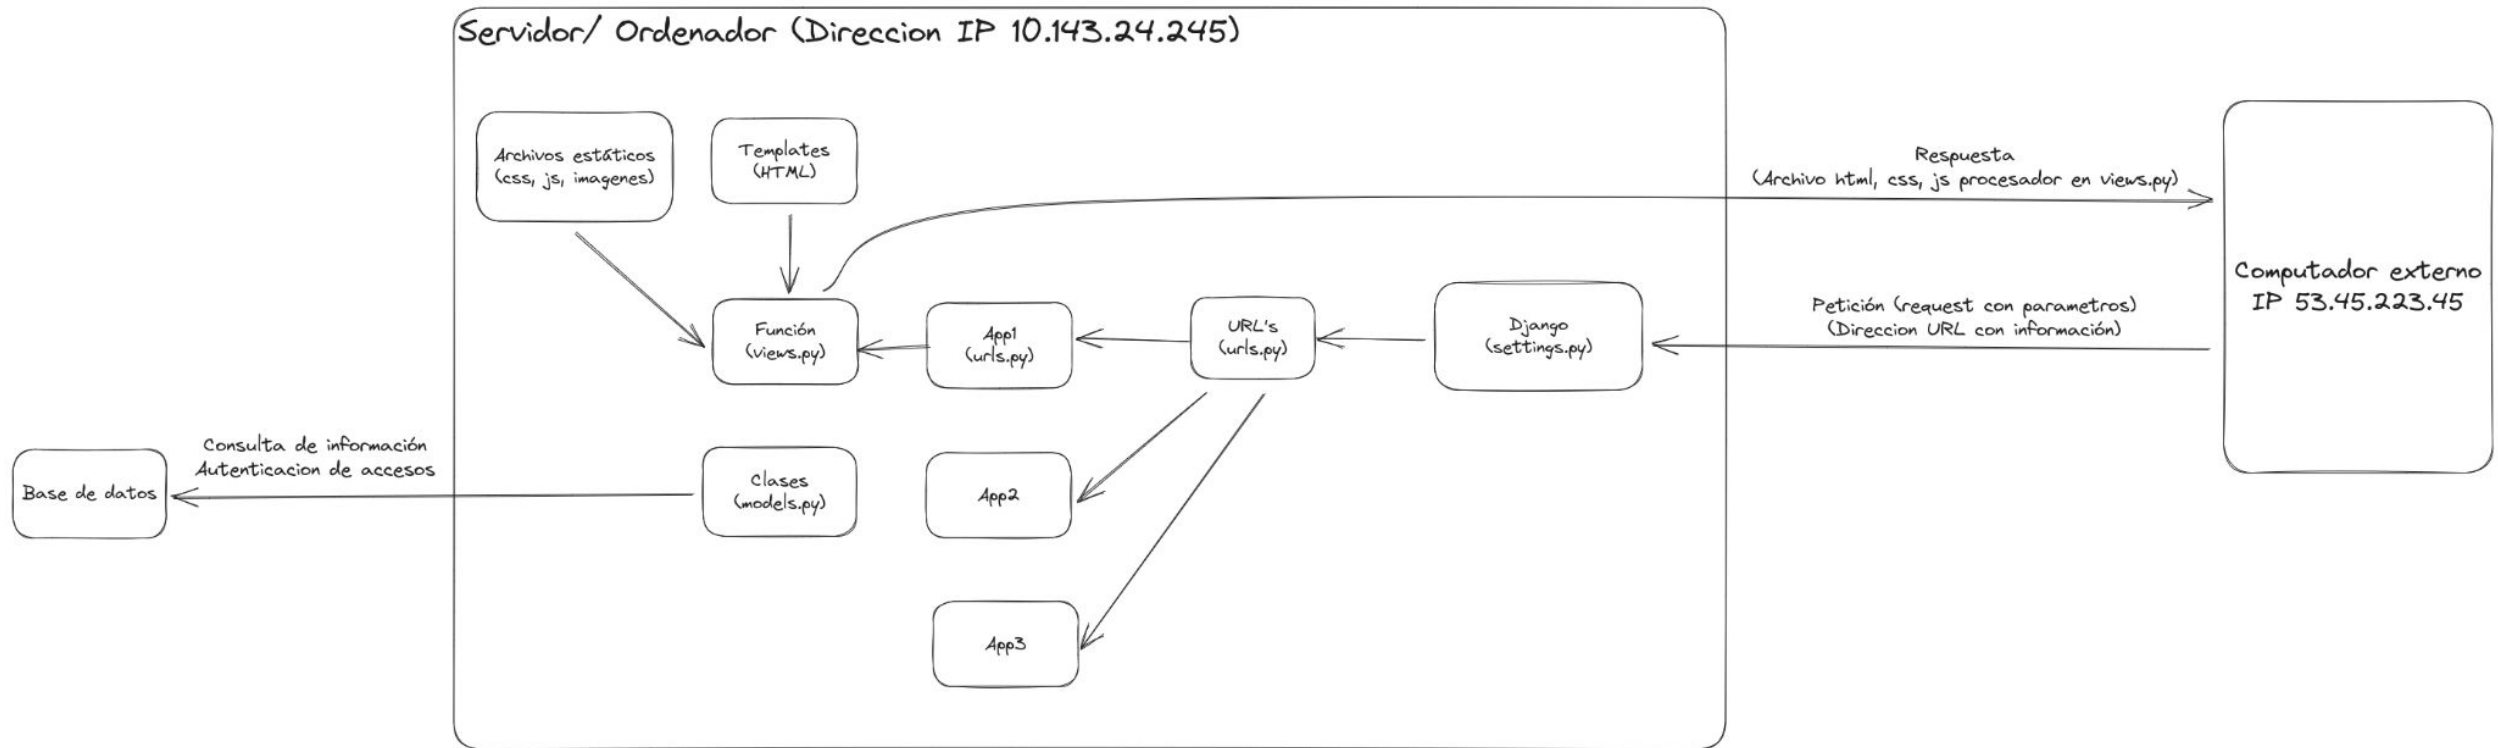 Servidor/ Ordenador (Direccion IP 10.143.24.245)
Archivos estáticos
(css, js, imagenes)
Templates
(HTML)
Respuesta
(Archivo html, css, js procesador en views.py)
Computador externo
IP 53.45.223.45
Petición (request con parametros)
(Direccion URL con información)
Django
(settings.py)
URL's
(urls.py)
App1
(urls.py)
Función
(views.py)
Consulta de información
Autenticacion de accesos
Base de datos
Clases
(models.py)
App2
App3